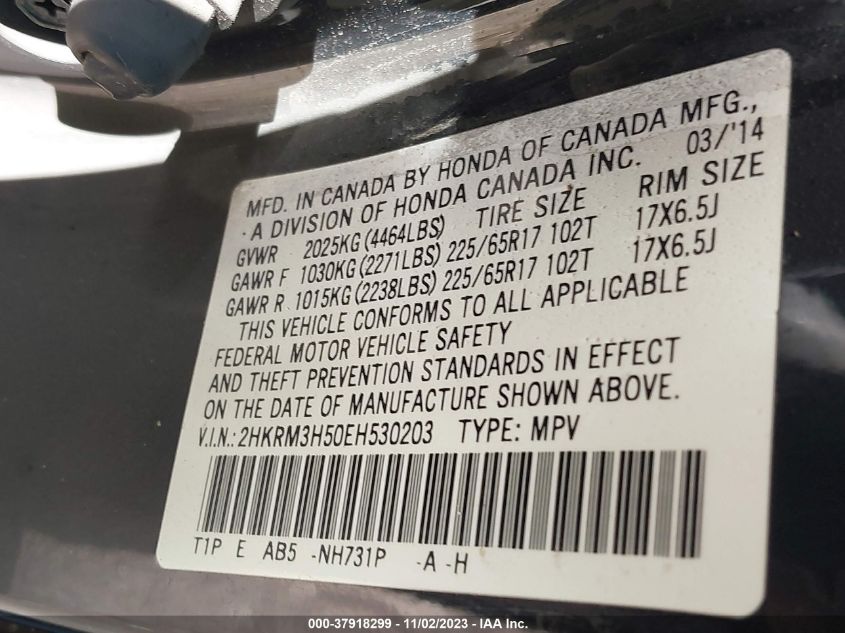 MFD. IN CANADA BY HONDA OF CANADA MFG.,
A DIVISION OF HONDA CANADA INC. 03/'14
GVWR 2025KG(4464LBS) TIRE SIZE RIM SIZE
GAWR F 1030KG(2271LBS) 225/65R17 102T 17X6.5J
GAWR R 1015KG(2238LBS) 225/65R17 102T 17X6.5J
THIS VEHICLE CONFORMS TO ALL APPLICABLE
FEDERAL MOTOR VEHICLE SAFETY
AND THEFT PREVENTION STANDARDS IN EFFECT
ON THE DATE OF MANUFACTURE SHOWN ABOVE.
V.I.N.: 2HKRM3H50EH530203 TYPE: MPV
T1P E AB5 -NH731P -A -H
000-37918299 - 11/02/2023 - IAA Inc.